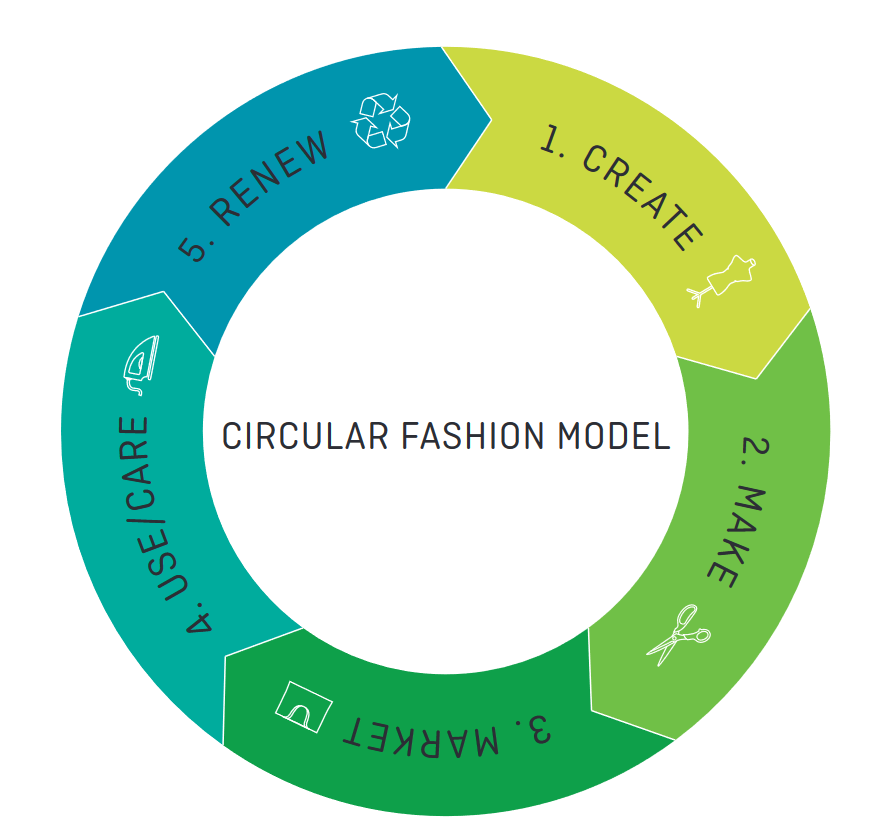 CIRCULAR FASHION MODEL
1. CREATE
2. MAKE
3. MARKET
4. USE/CARE
5. RENEW